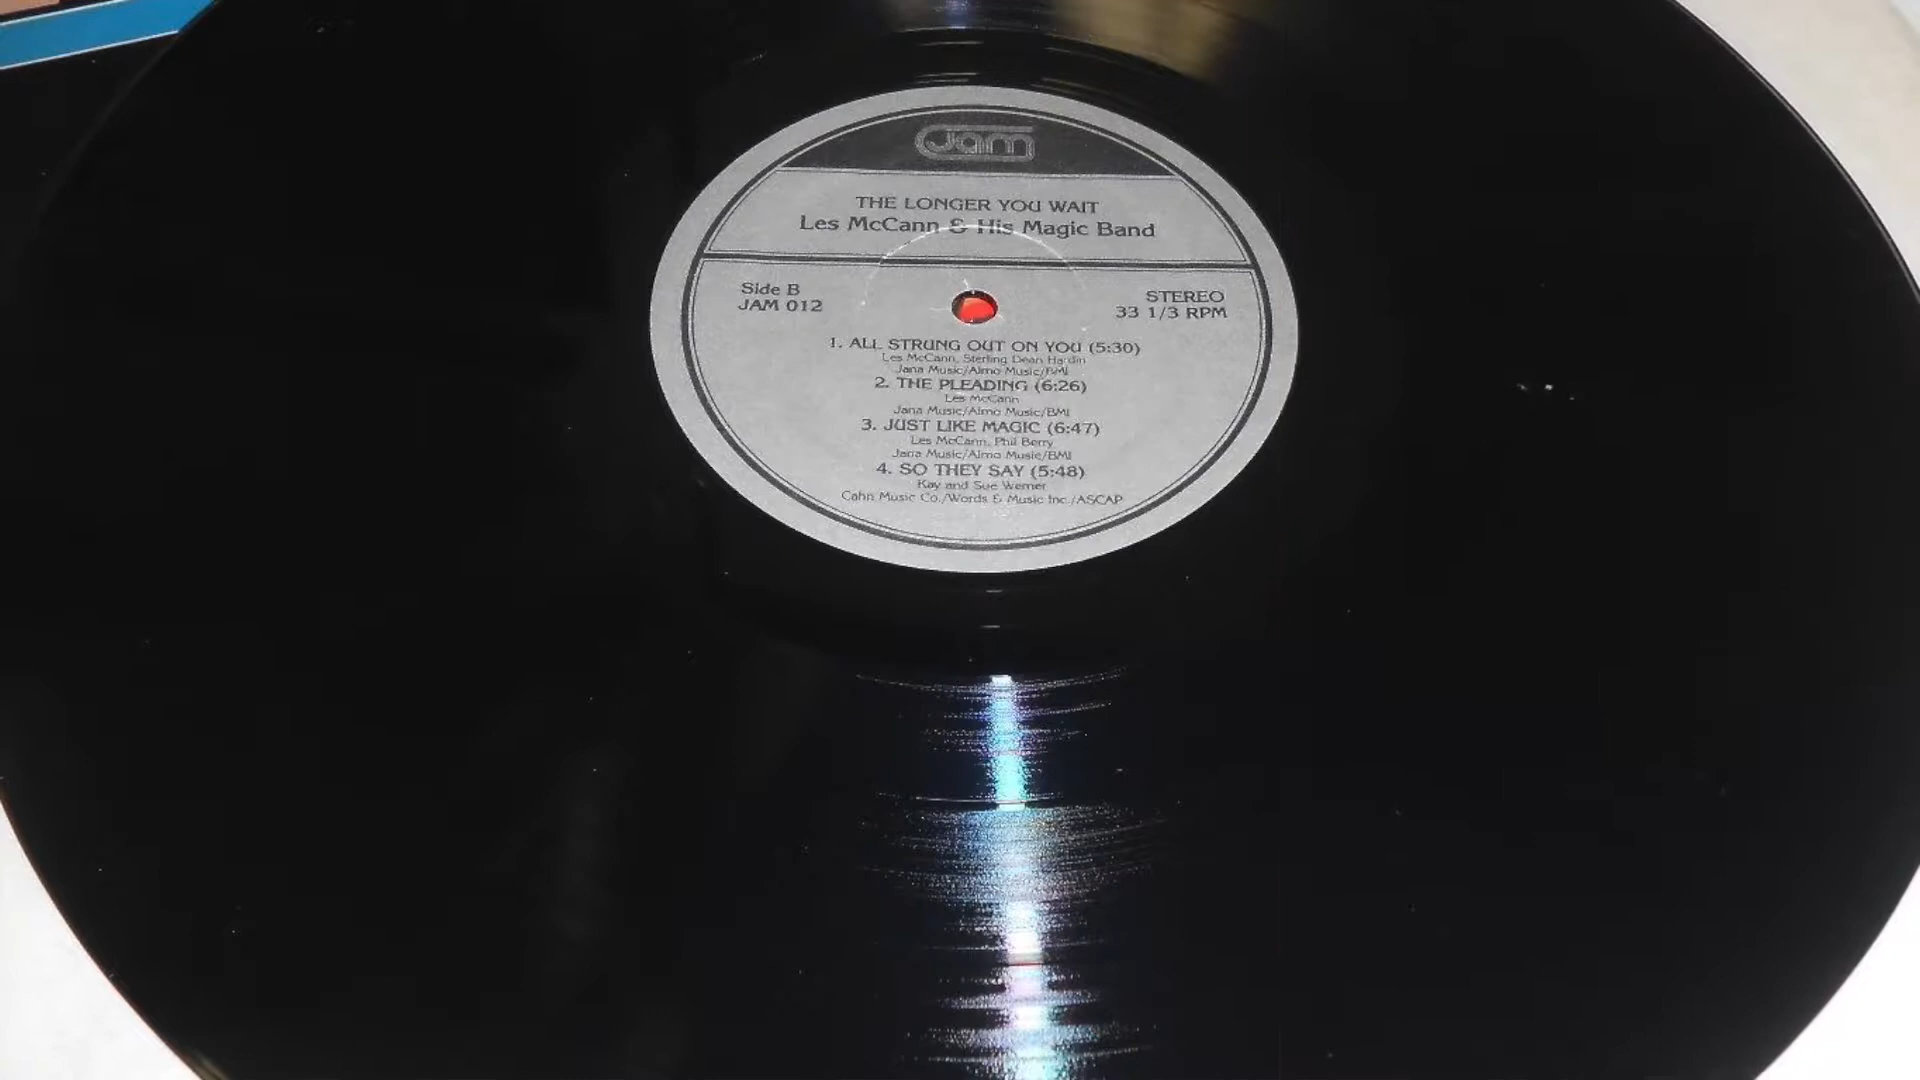 Jam
THE LONGER YOU WAIT
Les McCann & His Magic Band
Side B
JAM 012
STEREO
33 1/3 RPM
1. ALL STRUNG OUT ON YOU (5:30)
Les McCann, Sterling Dean Hardin
Jana Music/Almo Music/BMI
2. THE PLEADING (6:26)
Les McCann
Jana Music/Almo Music/BMI
3. JUST LIKE MAGIC (6:47)
Les McCann, Phil Berry
Jana Music/Almo Music/BMI
4. SO THEY SAY (5:48)
Kay and Sue Werner
Cahn Music Co./Words & Music Inc./ASCAP